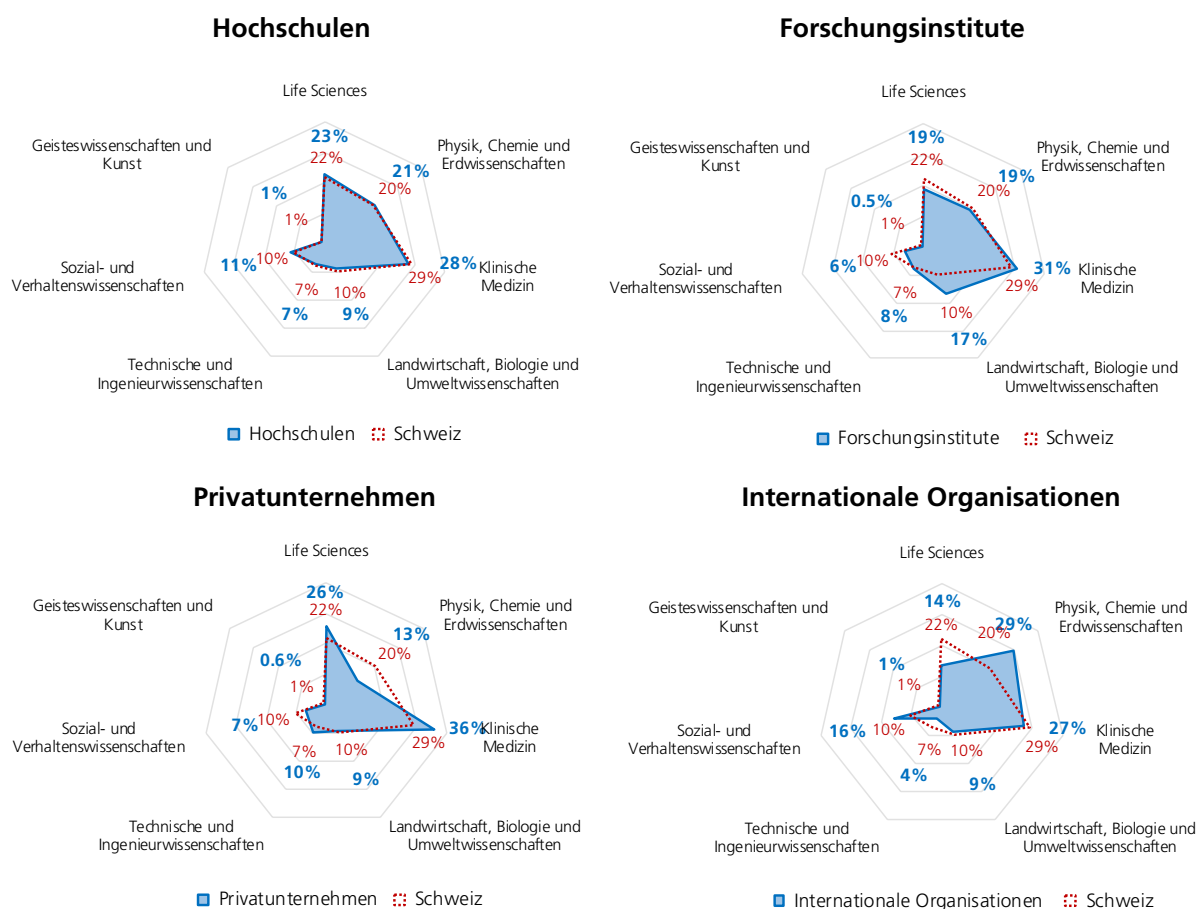 Hochschulen
Life Sciences
Geisteswissenschaften und
Kunst
Physik, Chemie und
Erdwissenschaften
23%
22%
21%
20%
1%
1%
Sozial- und
Verhaltenswissenschaften
11%
10%
28%
29%
Klinische
Medizin
7%
10%
7%
9%
Technische und
Ingenieurwissenschaften
Landwirtschaft, Biologie und
Umweltwissenschaften
Hochschulen
Schweiz
Forschungsinstitute
Life Sciences
Geisteswissenschaften und
Kunst
Physik, Chemie und
Erdwissenschaften
19%
22%
19%
20%
0.5%
1%
Sozial- und
Verhaltenswissenschaften
6%
10%
31%
29%
Klinische
Medizin
7%
10%
8%
17%
Technische und
Ingenieurwissenschaften
Landwirtschaft, Biologie und
Umweltwissenschaften
Forschungsinstitute
Schweiz
Privatunternehmen
Life Sciences
Geisteswissenschaften und
Kunst
Physik, Chemie und
Erdwissenschaften
26%
22%
13%
20%
0.6%
1%
Sozial- und
Verhaltenswissenschaften
7%
10%
36%
29%
Klinische
Medizin
7%
10%
10%
9%
Technische und
Ingenieurwissenschaften
Landwirtschaft, Biologie und
Umweltwissenschaften
Privatunternehmen
Schweiz
Internationale Organisationen
Life Sciences
Geisteswissenschaften und
Kunst
Physik, Chemie und
Erdwissenschaften
14%
22%
29%
20%
1%
1%
Sozial- und
Verhaltenswissenschaften
16%
10%
27%
29%
Klinische
Medizin
7%
10%
4%
9%
Technische und
Ingenieurwissenschaften
Landwirtschaft, Biologie und
Umweltwissenschaften
Internationale Organisationen
Schweiz